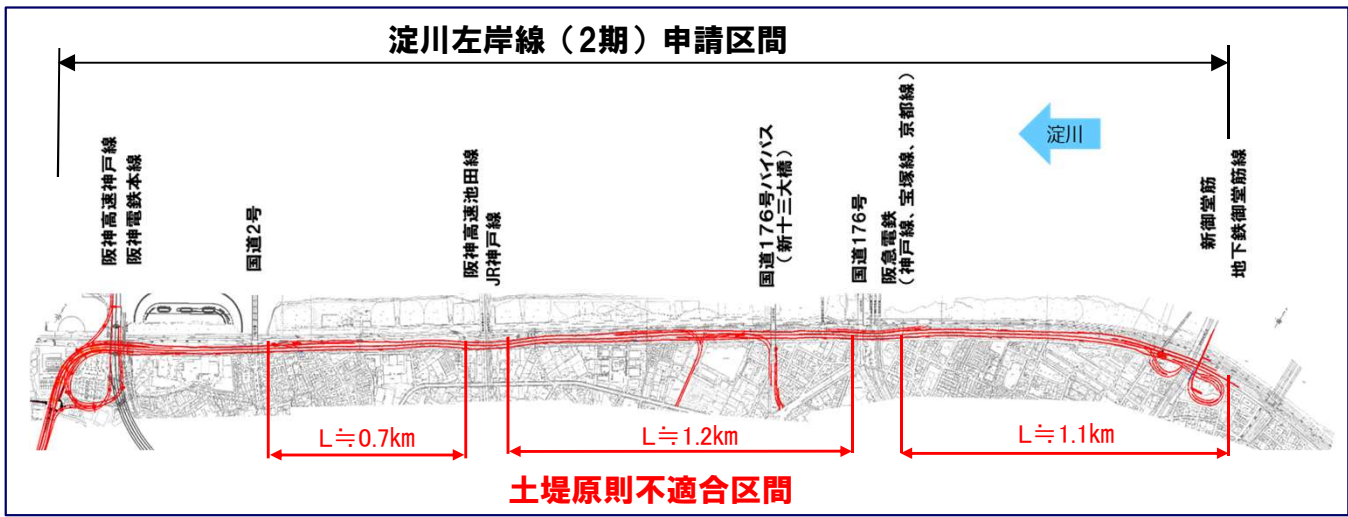 淀川左岸線（2期）申請区間
淀川
阪神高速神戸線
阪神電鉄本線
国道2号
阪神高速池田線
JR神戸線
国道176号バイパス
（新十三大橋）
国道176号
阪急電鉄
（神戸線、宝塚線、京都線）
新御堂筋
地下鉄御堂筋線
L≒0.7km
L≒1.2km
L≒1.1km
土堤原則不適合区間